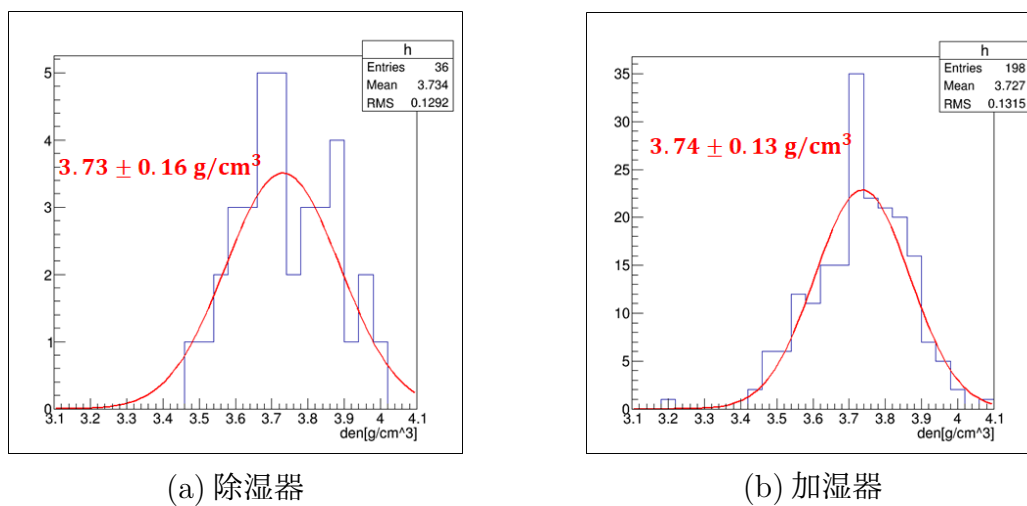 h
Entries 36
Mean 3.734
RMS 0.1292
3.73 ± 0.16 g/cm³
5
4
3
2
1
0
3.1 3.2 3.3 3.4 3.5 3.6 3.7 3.8 3.9 4 4.1
den[g/cm^3]
(a) 除湿器
h
Entries 198
Mean 3.727
RMS 0.1315
3.74 ± 0.13 g/cm³
35
30
25
20
15
10
5
0
3.1 3.2 3.3 3.4 3.5 3.6 3.7 3.8 3.9 4 4.1
den[g/cm^3]
(b) 加湿器